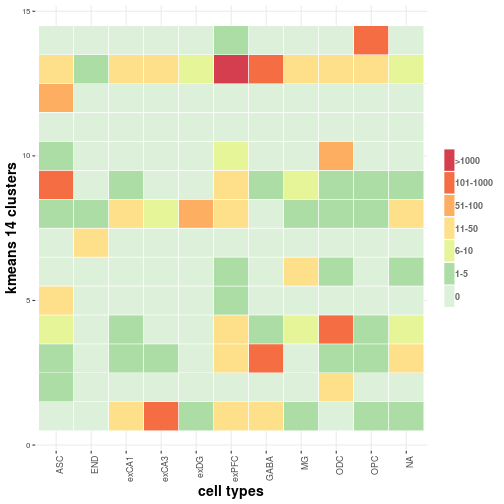 15
10
5
0
kmeans 14 clusters
ASC
END
exCA1
exCA3
exDG
exPFC
GABA
MG
ODC
OPC
NA
cell types
>1000
101-1000
51-100
11-50
6-10
1-5
0